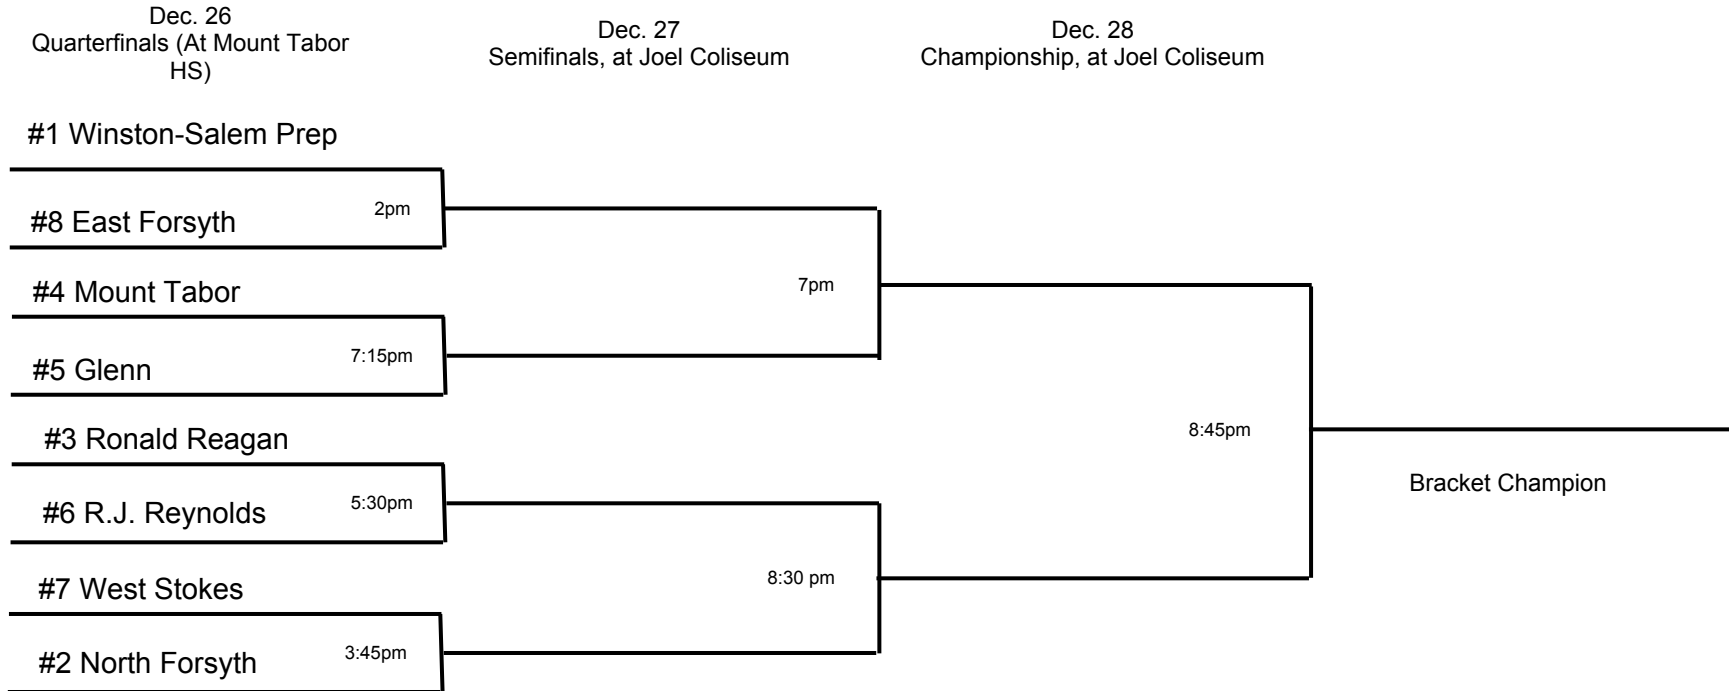 Dec. 26
Quarterfinals (At Mount Tabor
HS)
Dec. 27
Semifinals, at Joel Coliseum
Dec. 28
Championship, at Joel Coliseum
#1 Winston-Salem Prep
2pm
#8 East Forsyth
#4 Mount Tabor
7pm
7:15pm
#5 Glenn
#3 Ronald Reagan
8:45pm
Bracket Champion
5:30pm
#6 R.J. Reynolds
#7 West Stokes
8:30 pm
3:45pm
#2 North Forsyth